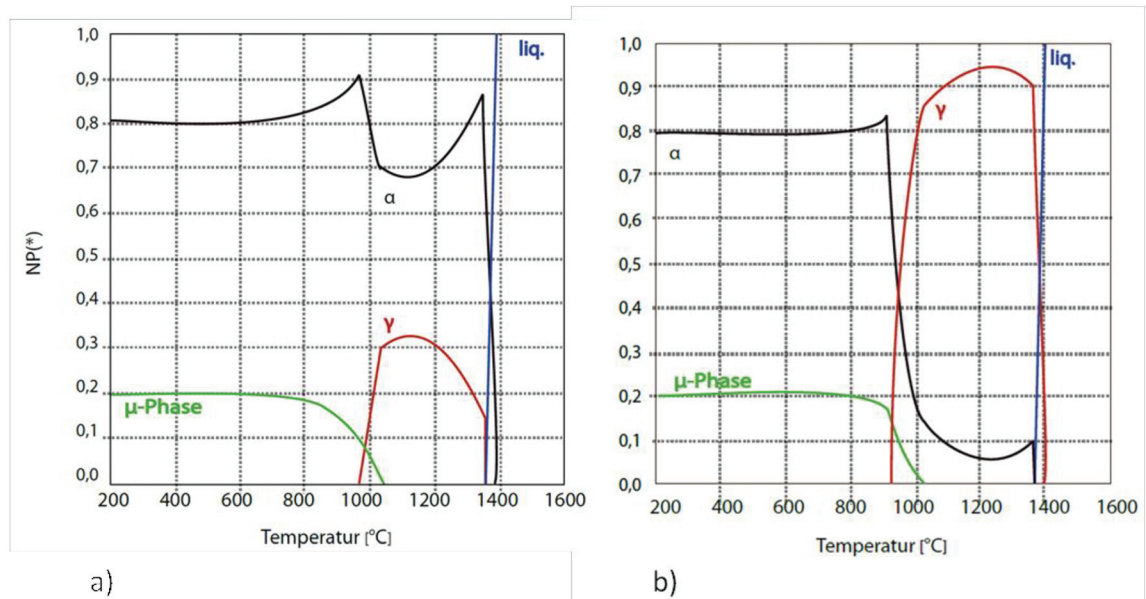 NP(*)
1,0
0,9
0,8
0,7
0,6
0,5
0,4
0,3
0,2
0,1
0,0
liq.
α
γ
μ-Phase
200 400 600 800 1000 1200 1400 1600
Temperatur [°C]
a)
1,0
0,9
0,8
0,7
0,6
0,5
0,4
0,3
0,2
0,1
0,0
liq.
γ
α
μ-Phase
200 400 600 800 1000 1200 1400 1600
Temperatur [°C]
b)